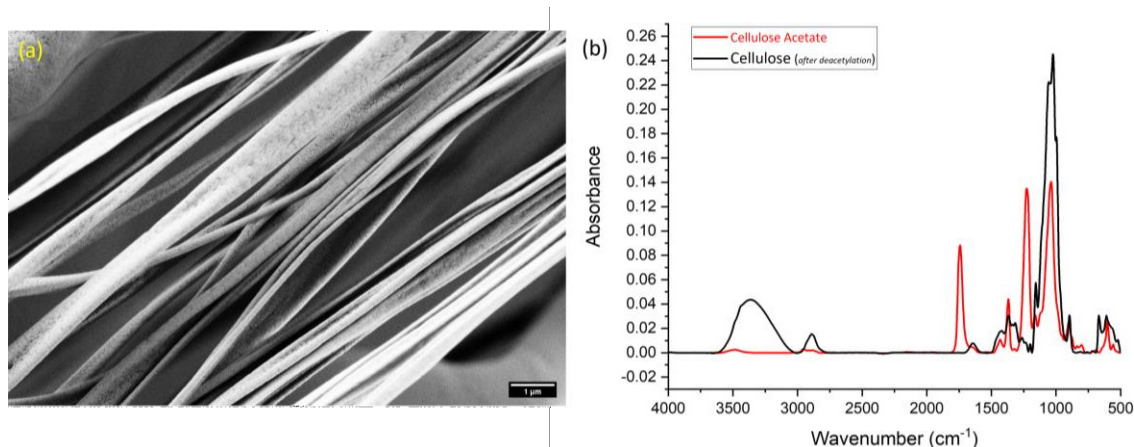 (a)
1 µm
(b)
Cellulose Acetate
Cellulose (after deacetylation)
Absorbance
0.26
0.24
0.22
0.20
0.18
0.16
0.14
0.12
0.10
0.08
0.06
0.04
0.02
0.00
-0.02
4000 3500 3000 2500 2000 1500 1000 500
Wavenumber (cm⁻¹)